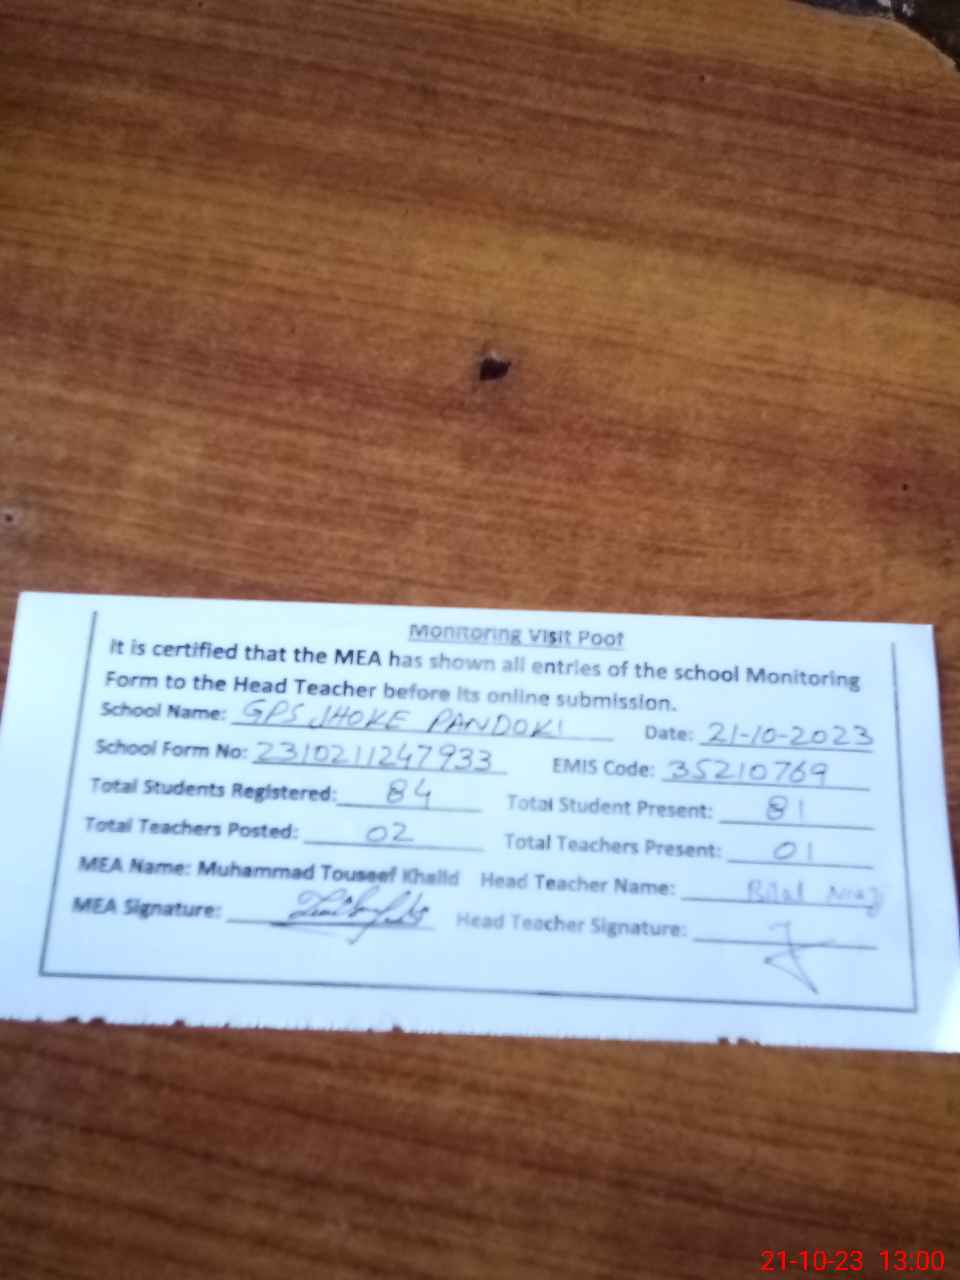 Monitoring Visit Poof
It is certified that the MEA has shown all entries of the school Monitoring
Form to the Head Teacher before its online submission.
School Name: GPS JHOKE PANDOKI Date: 21-10-2023
School Form No: 2310211247933 EMIS Code: 35210769
Total Students Registered: 84 Total Student Present: 81
Total Teachers Posted: 02 Total Teachers Present: 01
MEA Name: Muhammad Touseef Khalid Head Teacher Name:
MEA Signature: Head Teacher Signature:
21-10-23 13:00